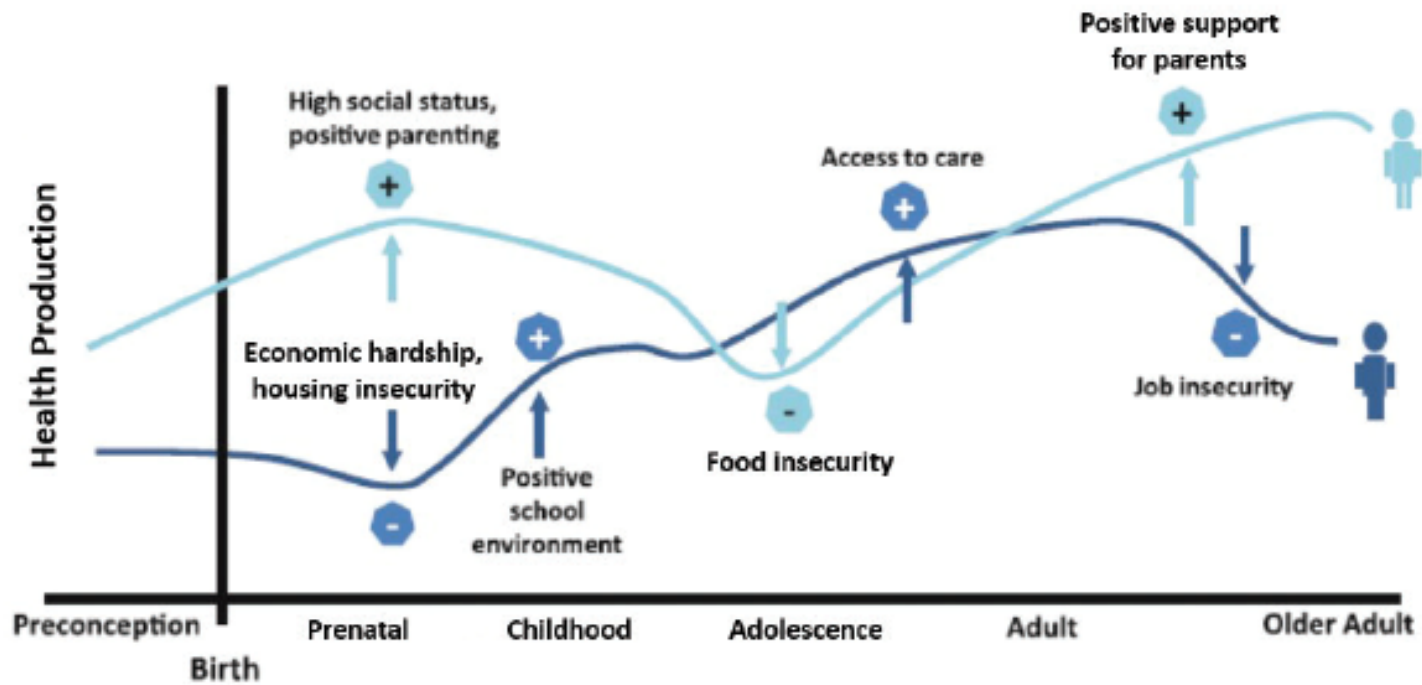 Positive support
for parents
+
High social status,
positive parenting
+
Access to care
+
Health Production
Economic hardship,
housing insecurity
+
-
Job insecurity
-
Food insecurity
Positive
school
environment
-
Preconception
Birth
Prenatal
Childhood
Adolescence
Adult
Older Adult